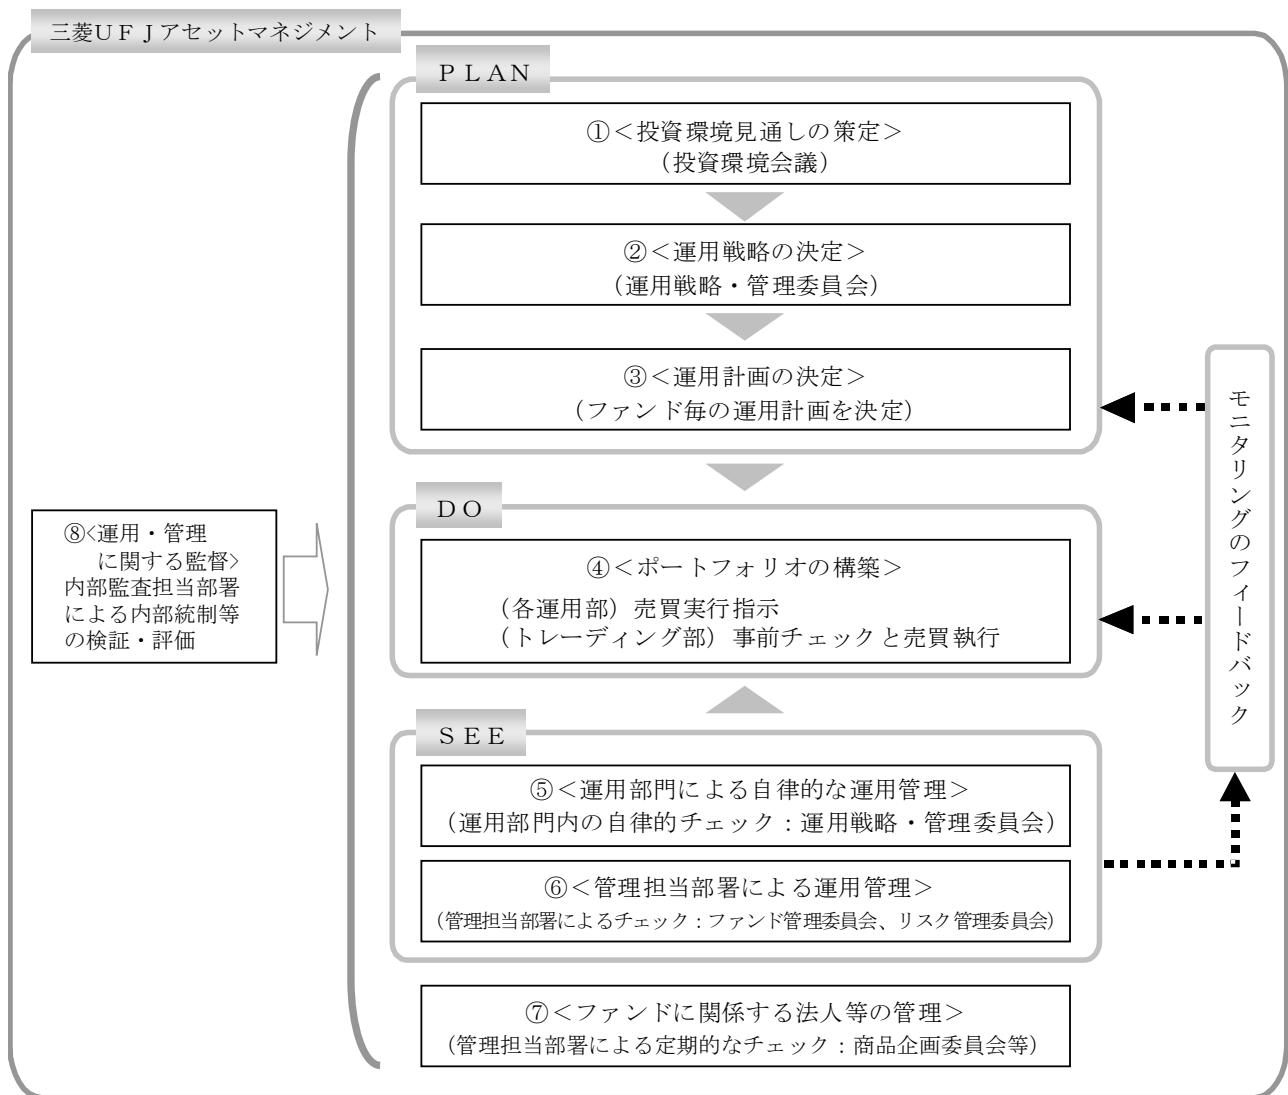 三菱ＵＦＪアセットマネジメント
ＰＬＡＮ
①＜投資環境見通しの策定＞
（投資環境会議）
②＜運用戦略の決定＞
（運用戦略・管理委員会）
③＜運用計画の決定＞
（ファンド毎の運用計画を決定）
ＤＯ
④＜ポートフォリオの構築＞
（各運用部）売買実行指示
（トレーディング部）事前チェックと売買執行
ＳＥＥ
⑤＜運用部門による自律的な運用管理＞
（運用部門内の自律的チェック：運用戦略・管理委員会）
⑥＜管理担当部署による運用管理＞
（管理担当部署によるチェック：ファンド管理委員会、リスク管理委員会）
⑦＜ファンドに関係する法人等の管理＞
（管理担当部署による定期的なチェック：商品企画委員会等）
⑧<運用・管理
に関する監督>
内部監査担当部署
による内部統制等
の検証・評価
モニタリングのフィードバック